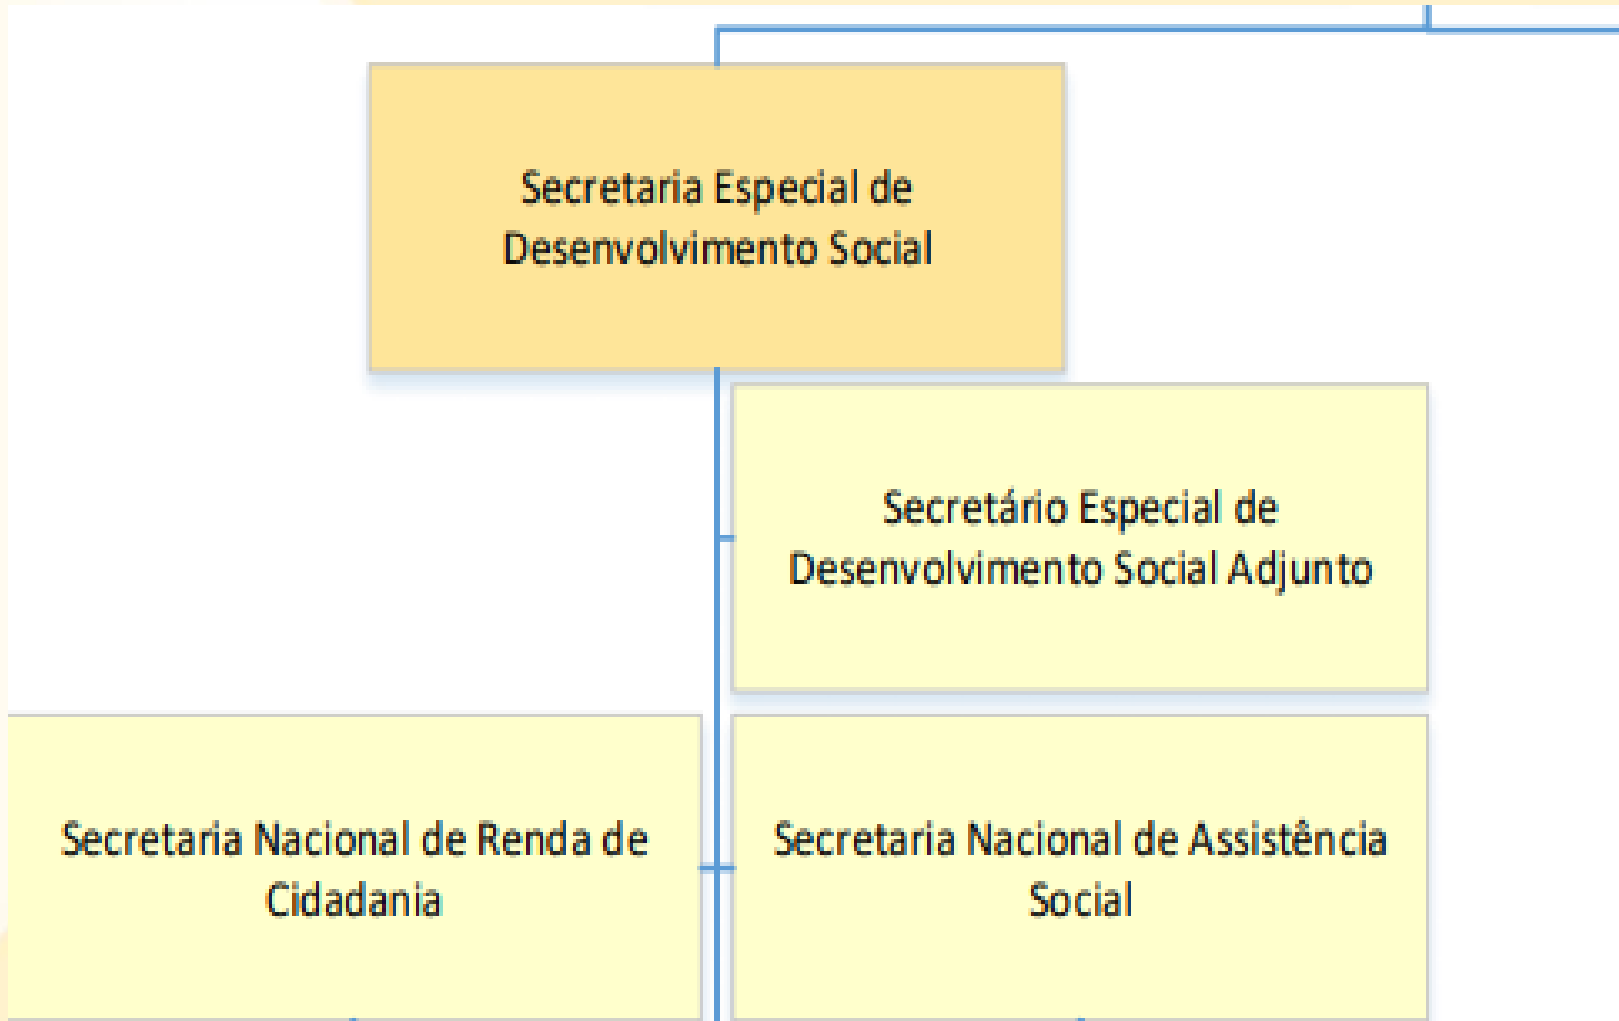 Secretaria Especial de
Desenvolvimento Social
Secretário Especial de
Desenvolvimento Social Adjunto
Secretaria Nacional de Renda de
Cidadania
Secretaria Nacional de Assistência
Social